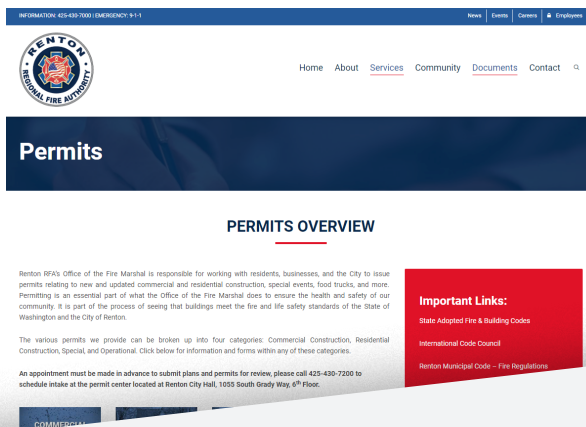 INFORMATION: 425-430-7000 | EMERGENCY: 9-1-1
News Events Careers Employees
RENTON
REGIONAL FIRE AUTHORITY
Home About Services Community Documents Contact
Permits
PERMITS OVERVIEW
Renton RFA's Office of the Fire Marshal is responsible for working with residents, businesses, and the City to issue
permits relating to new and updated commercial and residential construction, special events, food trucks, and more.
Permitting is an essential part of what the Office of the Fire Marshal does to ensure the health and safety of our
community. It is part of the process of seeing that buildings meet the fire and life safety standards of the State of
Washington and the City of Renton.
The various permits we provide can be broken up into four categories: Commercial Construction, Residential
Construction, Special, and Operational. Click below for information and forms within any of these categories.
An appointment must be made in advance to submit plans and permits for review, please call 425-430-7200 to
schedule intake at the permit center located at Renton City Hall, 1055 South Grady Way, 6th Floor.
Important Links:
State Adopted Fire & Building Codes
International Code Council
Renton Municipal Code – Fire Regulations
COMMERCIAL